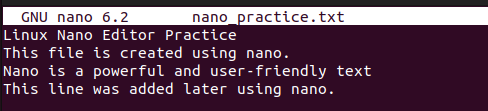 GNU nano 6.2 nano_practice.txt
Linux Nano Editor Practice
This file is created using nano.
Nano is a powerful and user-friendly text
This line was added later using nano.